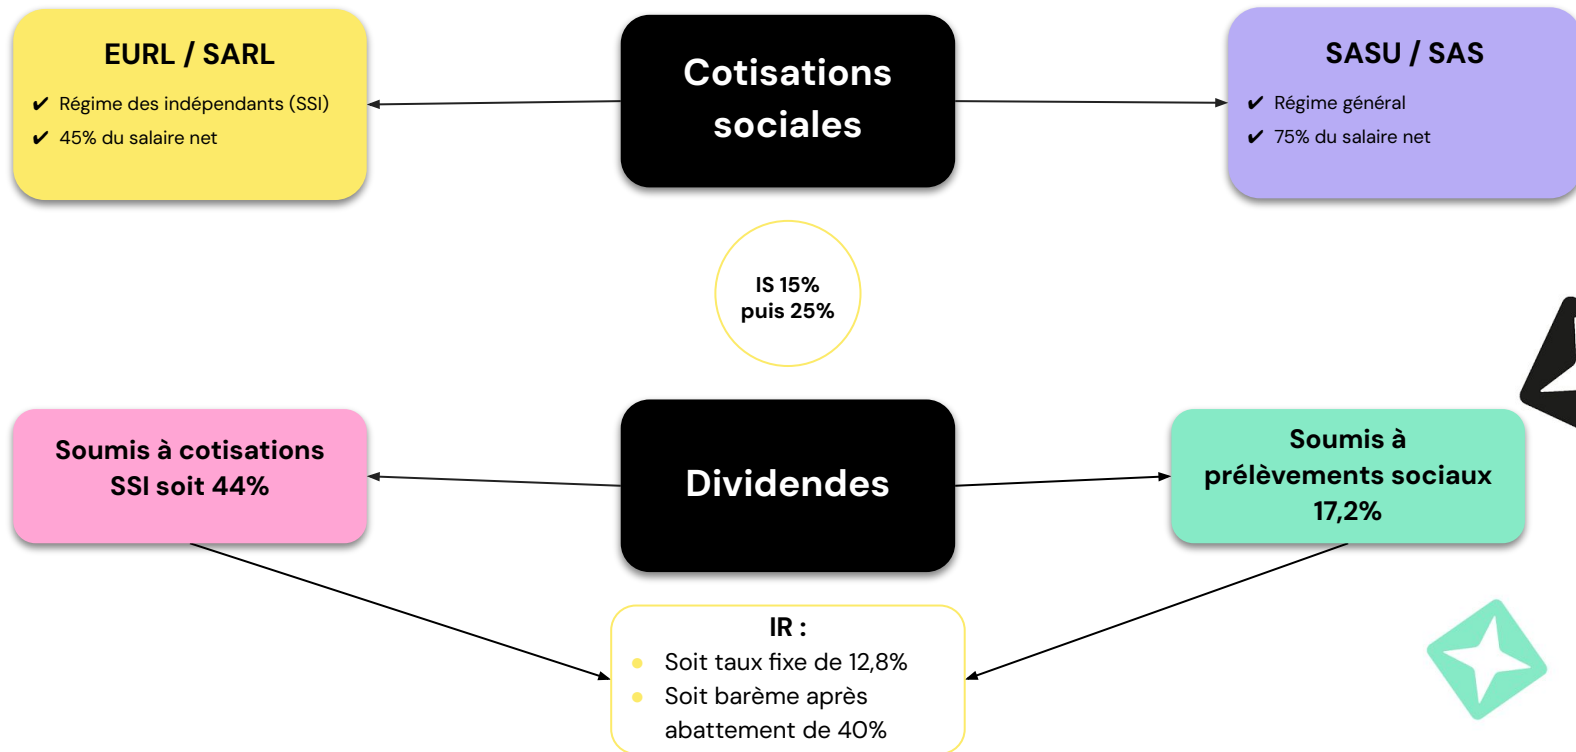 EURL / SARL
✔ Régime des indépendants (SSI)
✔ 45% du salaire net
Cotisations
sociales
SASU / SAS
✔ Régime général
✔ 75% du salaire net
IS 15%
puis 25%
Soumis à cotisations
SSI soit 44%
Dividendes
Soumis à
prélèvements sociaux
17,2%
IR :
● Soit taux fixe de 12,8%
● Soit barème après
abattement de 40%